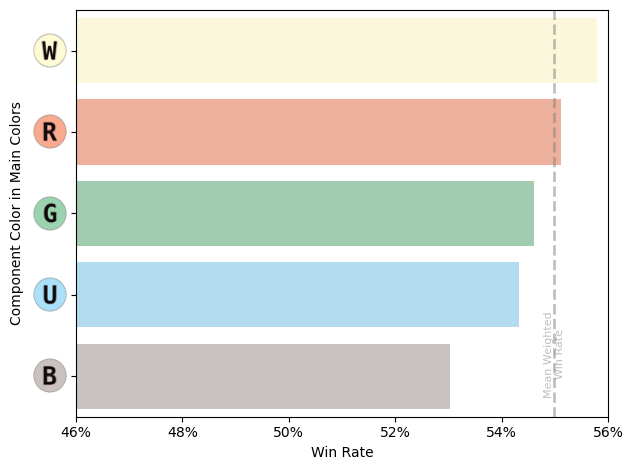 Component Color in Main Colors
W
R
G
U
B
Mean Weighted
Win Rate
46%
48%
50%
52%
54%
56%
Win Rate